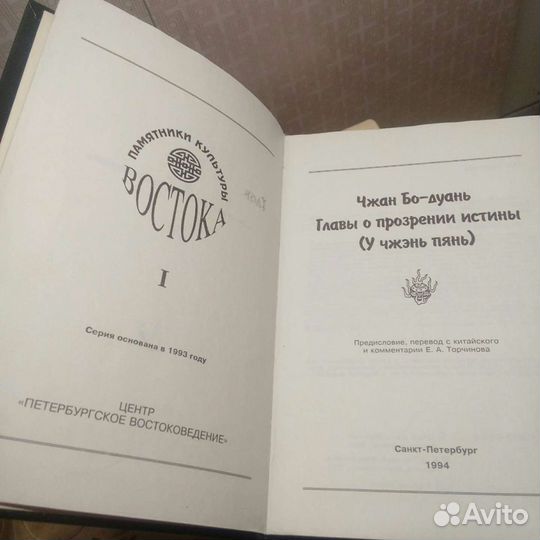 ПАМЯТНИКИ КУЛЬТУРЫ
ВОСТОКА
I
Серия основана в 1993 году
ЦЕНТР
«ПЕТЕРБУРГСКОЕ ВОСТОКОВЕДЕНИЕ»
Чжан Бо-дуань
Главы о прозрении истины
(У чжэнь пянь)
Предисловие, перевод с китайского
и комментарии Е. А. Торчинова
Санкт-Петербург
1994
Avito